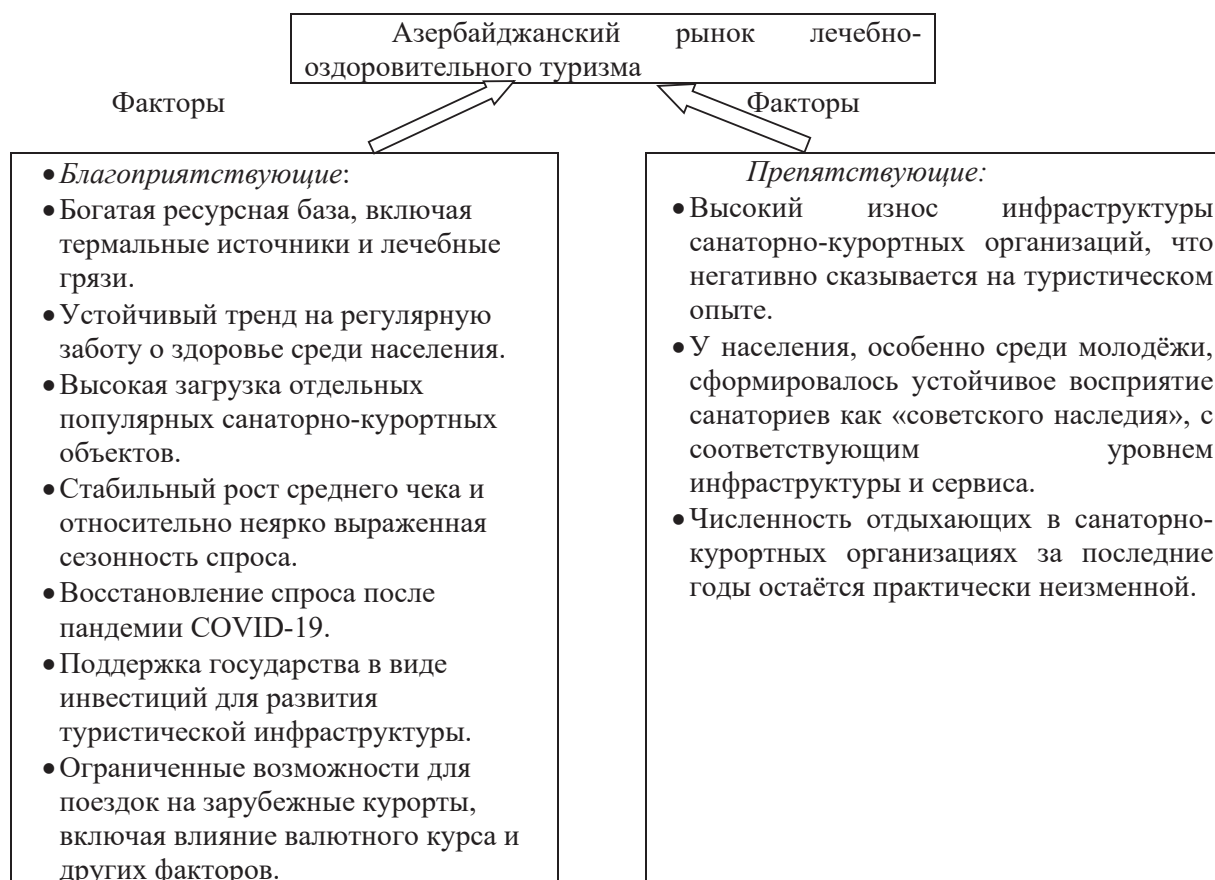 Азербайджанский рынок лечебно-
оздоровительного туризма
Факторы
Факторы
• Благоприятствующие:
• Богатая ресурсная база, включая
термальные источники и лечебные
грязи.
• Устойчивый тренд на регулярную
заботу о здоровье среди населения.
• Высокая загрузка отдельных
популярных санаторно-курортных
объектов.
• Стабильный рост среднего чека и
относительно неярко выраженная
сезонность спроса.
• Восстановление спроса после
пандемии COVID-19.
• Поддержка государства в виде
инвестиций для развития
туристической инфраструктуры.
• Ограниченные возможности для
поездок на зарубежные курорты,
включая влияние валютного курса и
других факторов.
Препятствующие:
• Высокий износ инфраструктуры
санаторно-курортных организаций, что
негативно сказывается на туристическом
опыте.
• У населения, особенно среди молодёжи,
сформировалось устойчивое восприятие
санаториев как «советского наследия», с
соответствующим уровнем
инфраструктуры и сервиса.
• Численность отдыхающих в санаторно-
курортных организациях за последние
годы остаётся практически неизменной.